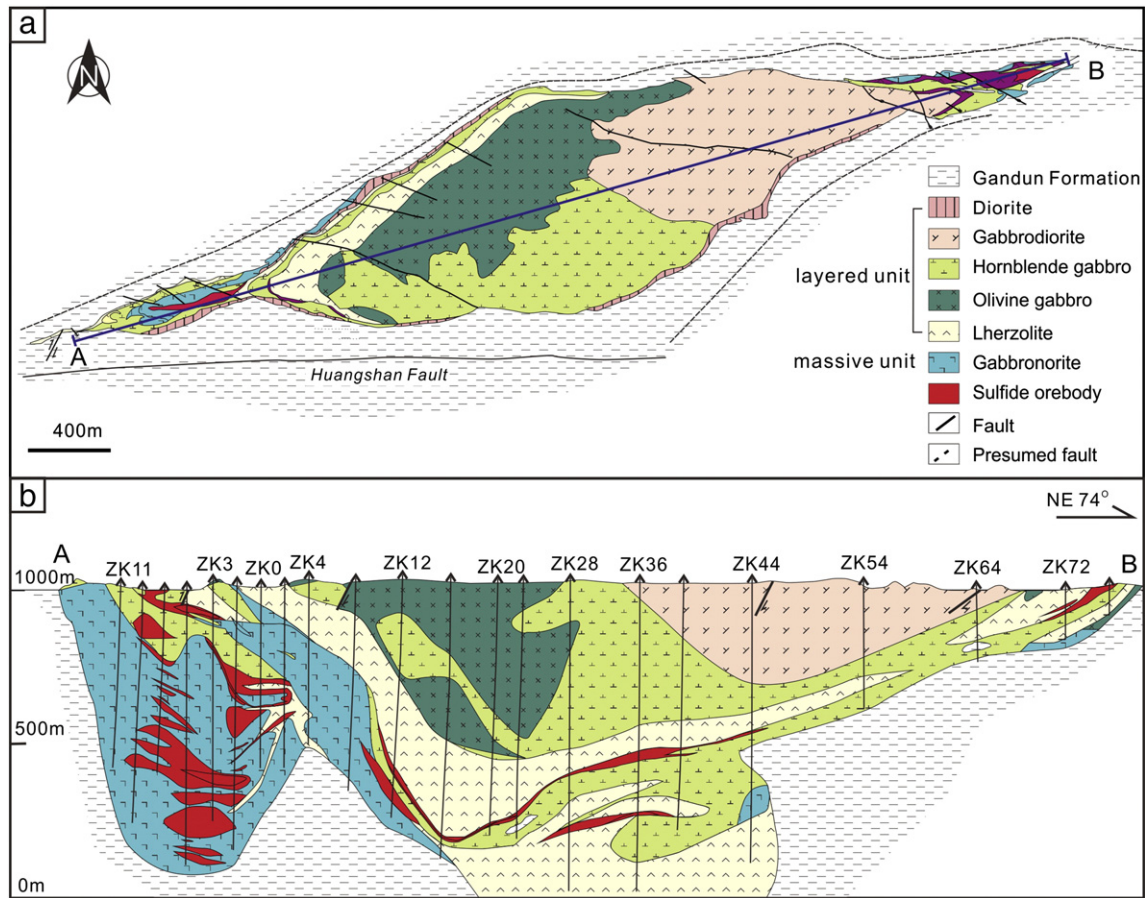 a
N
B
A
Huangshan Fault
400m
Gandun Formation
Diorite
Gabbrodiorite
layered unit
Hornblende gabbro
Olivine gabbro
Lherzolite
massive unit
Gabbronorite
Sulfide orebody
Fault
Presumed fault
b
NE 74°
A
ZK11
ZK3
ZK0
ZK4
ZK12
ZK20
ZK28
ZK36
ZK44
ZK54
ZK64
ZK72
B
1000m
500m
0m